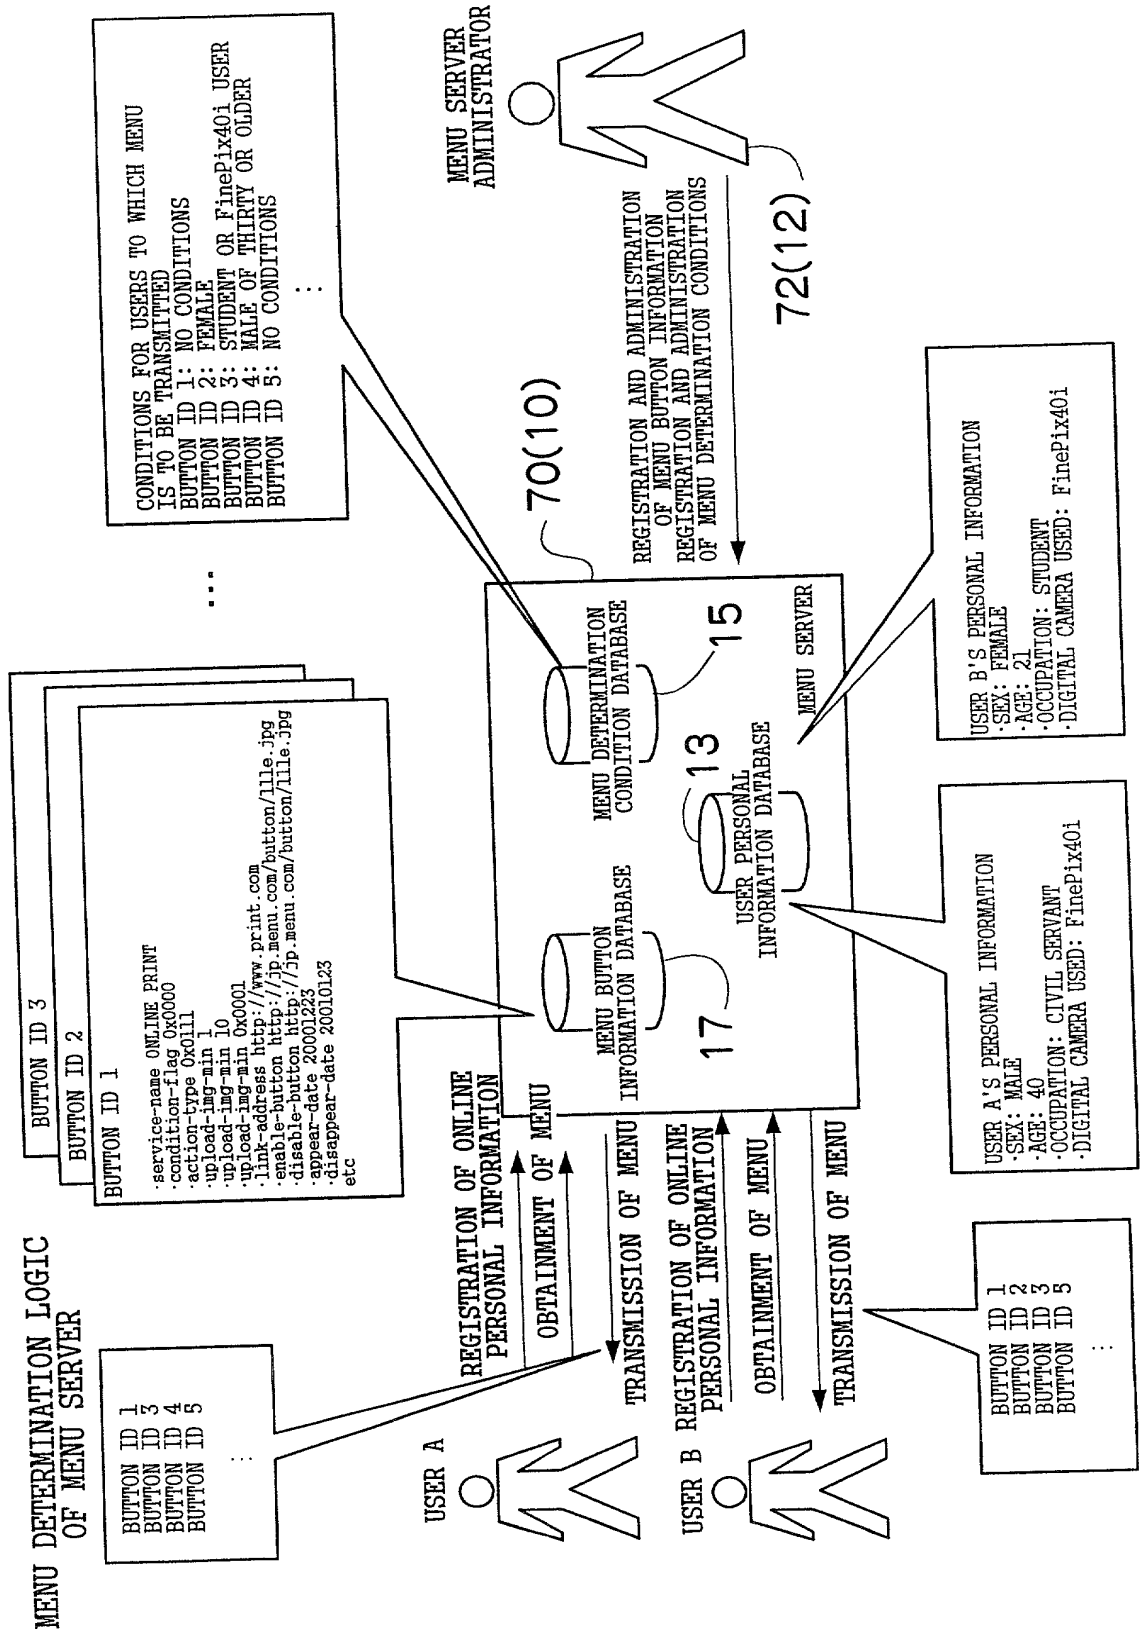 MENU DETERMINATION LOGIC
OF MENU SERVER
BUTTON ID 3
BUTTON ID 2
BUTTON ID 1
·service-name ONLINE PRINT
·condition-flag 0x0000
·action-type 0x0111
·upload-img-min 1
·upload-img-min 10
·upload-img-min 0x0001
·link-address http://www.print.com
·enable-button http://jp.menu.com/button/111e.jpg
·disable-button http://jp.menu.com/button/111e.jpg
·appear-date 20001223
·disappear-date 20010123
etc
...
CONDITIONS FOR USERS TO WHICH MENU
IS TO BE TRANSMITTED
BUTTON ID 1: NO CONDITIONS
BUTTON ID 2: FEMALE
BUTTON ID 3: STUDENT OR FinePix40i USER
BUTTON ID 4: MALE OF THIRTY OR OLDER
BUTTON ID 5: NO CONDITIONS
⋮
BUTTON ID 1
BUTTON ID 3
BUTTON ID 4
BUTTON ID 5
⋮
USER A
REGISTRATION OF ONLINE
PERSONAL INFORMATION
OBTAINMENT OF MENU
TRANSMISSION OF MENU
USER B
REGISTRATION OF ONLINE
PERSONAL INFORMATION
OBTAINMENT OF MENU
TRANSMISSION OF MENU
70(10)
MENU BUTTON
INFORMATION DATABASE
17
MENU DETERMINATION
CONDITION DATABASE
15
13
USER PERSONAL
INFORMATION DATABASE
MENU SERVER
MENU SERVER
ADMINISTRATOR
REGISTRATION AND ADMINISTRATION
OF MENU BUTTON INFORMATION
REGISTRATION AND ADMINISTRATION
OF MENU DETERMINATION CONDITIONS
72(12)
BUTTON ID 1
BUTTON ID 2
BUTTON ID 3
BUTTON ID 5
⋮
USER A'S PERSONAL INFORMATION
·SEX: MALE
·AGE: 40
·OCCUPATION: CIVIL SERVANT
·DIGITAL CAMERA USED: FinePix40i
USER B'S PERSONAL INFORMATION
·SEX: FEMALE
·AGE: 21
·OCCUPATION: STUDENT
·DIGITAL CAMERA USED: FinePix40i